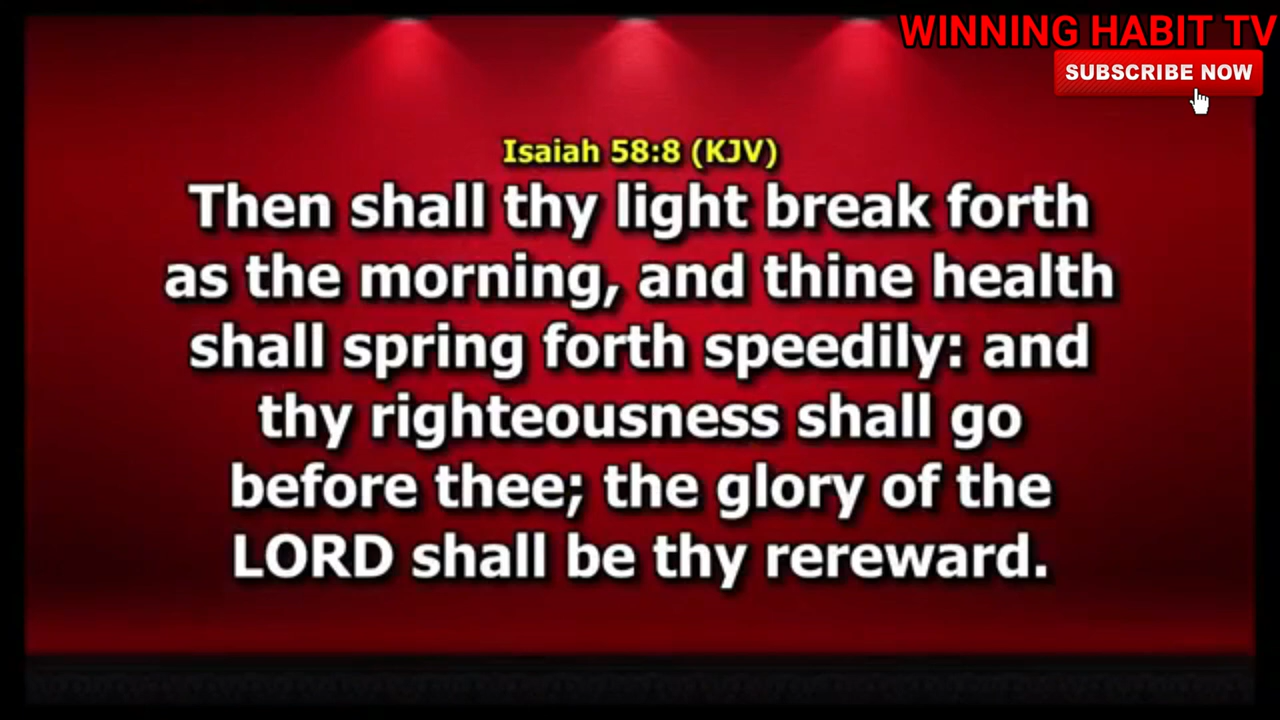 WINNING HABIT TV
SUBSCRIBE NOW
Isaiah 58:8 (KJV)
Then shall thy light break forth
as the morning, and thine health
shall spring forth speedily: and
thy righteousness shall go
before thee; the glory of the
LORD shall be thy rereward.